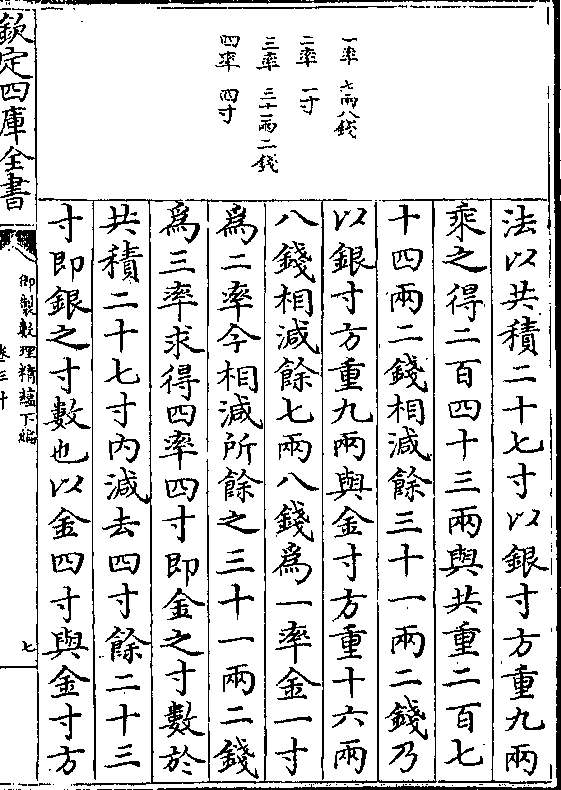 一率 七兩八錢
二率 一寸
三率 三十一兩二錢
四率 四寸
法以共積二十七寸以銀寸方重九兩
乘之得二百四十三兩與共重二百七
十四兩二錢相減餘三十一兩二錢乃
以銀寸方重九兩與金寸方重十六兩
八錢相減餘七兩八錢為一率金一寸
為二率今相減所餘之三十一兩二錢
為三率求得四率四寸即金之寸數於
共積二十七寸內減去四寸餘二十三
寸即銀之寸數也以金四寸與金寸方
欽定四庫全書
御製數理精蘊下編
卷三十
七